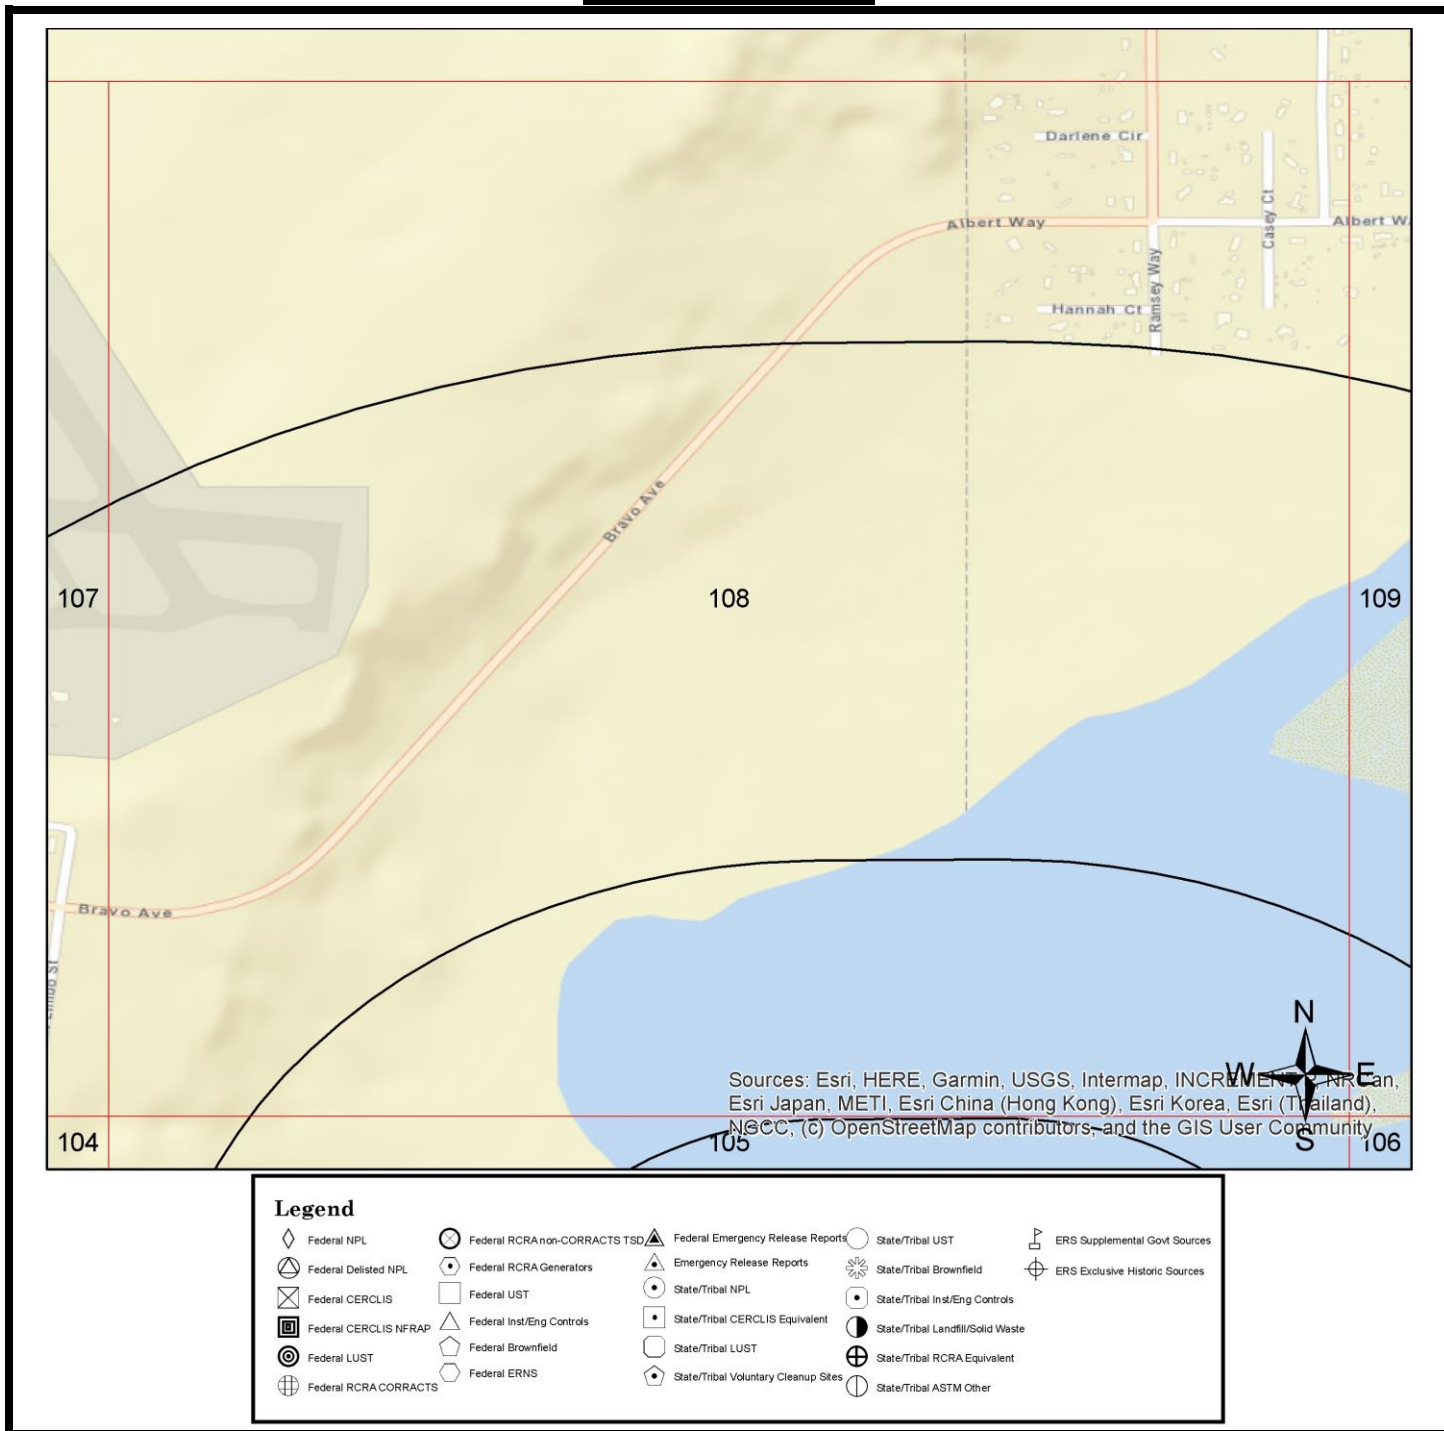 Darlene Cir
Albert Way
Casey Ct
Albert W
Ramsey Way
Hannah Ct
Bravo Ave
107
108
109
Bravo Ave
N
W
E
S
Sources: Esri, HERE, Garmin, USGS, Intermap,
Esri Japan, METI, Esri China (Hong Kong), Esri Korea, Esri (Thailand),
NGCC, (c) OpenStreetMap contributors, and the GIS User Community
104
105
106
Legend
Federal NPL
Federal Delisted NPL
Federal CERCLIS
Federal CERCLIS NFRAP
Federal LUST
Federal RCRA CORRACTS
Federal RCRA non-CORRACTS TSD
Federal RCRA Generators
Federal UST
Federal Inst/Eng Controls
Federal Brownfield
Federal ERNS
Federal Emergency Release Reports
Emergency Release Reports
State/Tribal NPL
State/Tribal CERCLIS Equivalent
State/Tribal LUST
State/Tribal Voluntary Cleanup Sites
State/Tribal UST
State/Tribal Brownfield
State/Tribal Inst/Eng Controls
State/Tribal Landfill/Solid Waste
State/Tribal RCRA Equivalent
State/Tribal ASTM Other
ERS Supplemental Govt Sources
ERS Exclusive Historic Sources